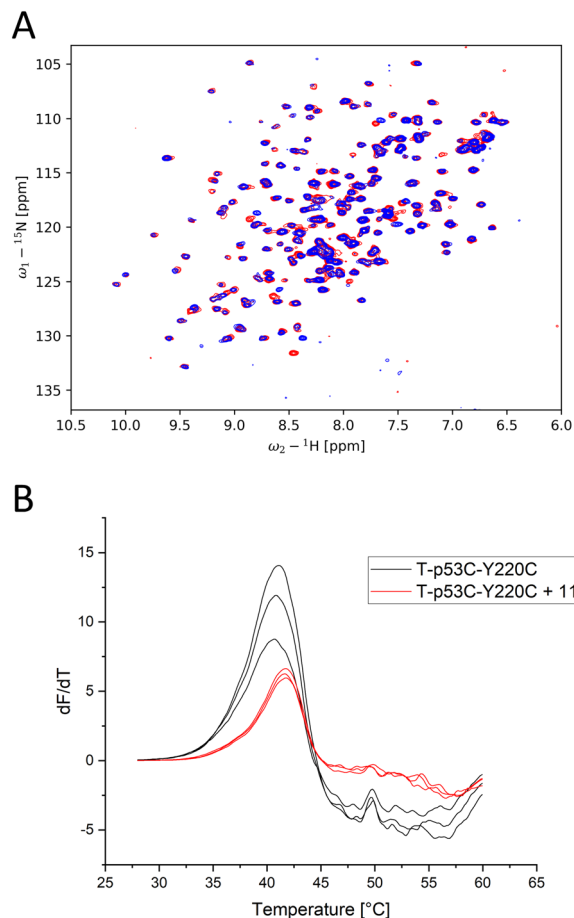 A
105
110
115
120
125
130
135
ω₁ − ¹⁵N [ppm]
10.5 10.0 9.5 9.0 8.5 8.0 7.5 7.0 6.5 6.0
ω₂ − ¹H [ppm]
B
15
10
5
0
-5
dF/dT
T-p53C-Y220C
T-p53C-Y220C + 11
25 30 35 40 45 50 55 60 65
Temperature [°C]